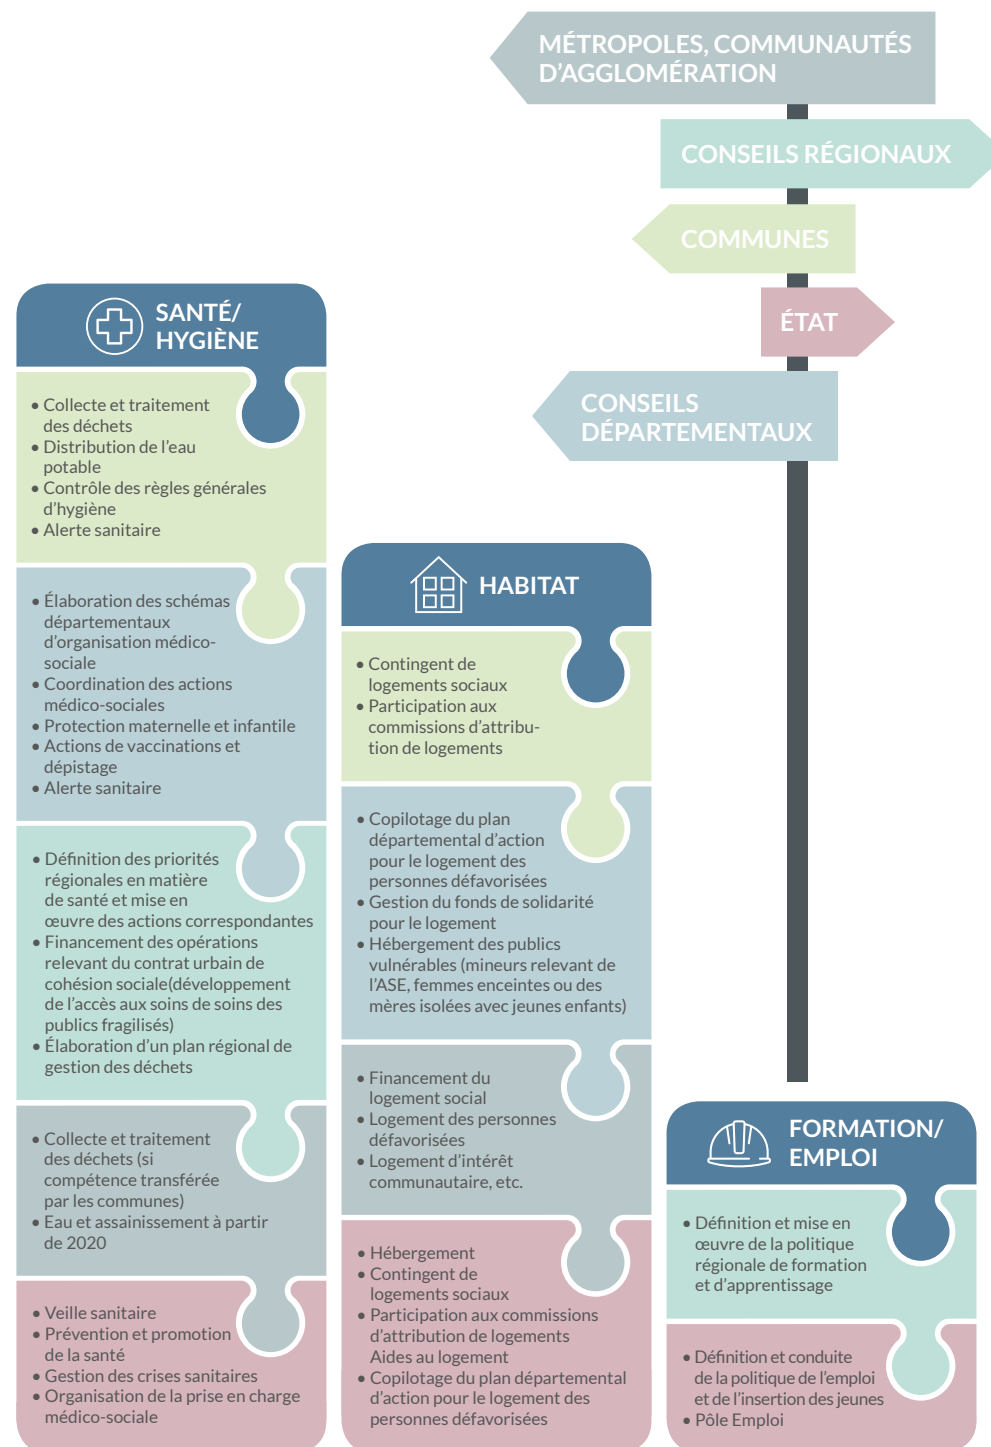 MÉTROPOLES, COMMUNAUTÉS
D'AGGLOMÉRATION
CONSEILS RÉGIONAUX
COMMUNES
ÉTAT
CONSEILS
DÉPARTEMENTAUX
SANTÉ/
HYGIÈNE
• Collecte et traitement
des déchets
• Distribution de l'eau
potable
• Contrôle des règles générales
d'hygiène
• Alerte sanitaire
• Élaboration des schémas
départementaux
d'organisation médico-
sociale
• Coordination des actions
médico-sociales
• Protection maternelle et infantile
• Actions de vaccinations et
dépistage
• Alerte sanitaire
• Définition des priorités
régionales en matière
de santé et mise en
œuvre des actions correspondantes
• Financement des opérations
relevant du contrat urbain de
cohésion sociale(développement
de l'accès aux soins de soins des
publics fragilisés)
• Élaboration d'un plan régional de
gestion des déchets
• Collecte et traitement
des déchets (si
compétence transférée
par les communes)
• Eau et assainissement à partir
de 2020
• Veille sanitaire
• Prévention et promotion
de la santé
• Gestion des crises sanitaires
• Organisation de la prise en charge
médico-sociale
HABITAT
• Contingent de
logements sociaux
• Participation aux
commissions d'attribu-
tion de logements
• Copilotage du plan
départemental d'action
pour le logement des
personnes défavorisées
• Gestion du fonds de solidarité
pour le logement
• Hébergement des publics
vulnérables (mineurs relevant de
l'ASE, femmes enceintes ou des
mères isolées avec jeunes enfants)
• Financement du
logement social
• Logement des personnes
défavorisées
• Logement d'intérêt
communautaire, etc.
• Hébergement
• Contingent de
logements sociaux
• Participation aux commissions
d'attribution de logements
Aides au logement
• Copilotage du plan départemental
d'action pour le logement des
personnes défavorisées
FORMATION/
EMPLOI
• Définition et mise en
œuvre de la politique
régionale de formation
et d'apprentissage
• Définition et conduite
de la politique de l'emploi
et de l'insertion des jeunes
• Pôle Emploi